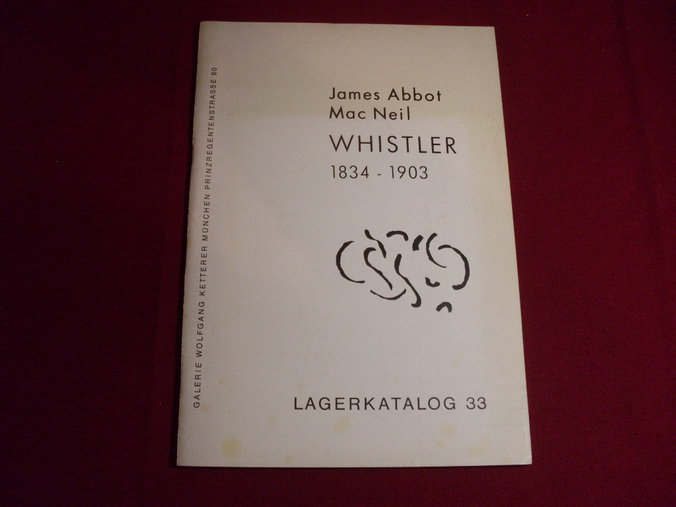 James Abbot
Mac Neil
WHISTLER
1834 - 1903
LAGERKATALOG 33
GALERIE WOLFGANG KETTERER MÜNCHEN PRINZREGENTENSTRASSE 60